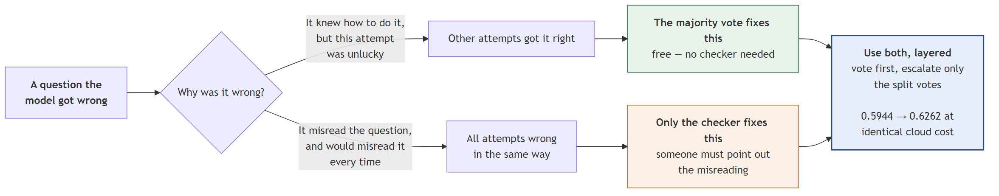 A question the
model got wrong
Why was it wrong?
It knew how to do it,
but this attempt
was unlucky
Other attempts got it right
The majority vote fixes
this
free — no checker needed
It misread the question,
and would misread it
every time
All attempts wrong
in the same way
Only the checker fixes
this
someone must point out
the misreading
Use both, layered
vote first, escalate only
the split votes
0.5944 → 0.6262 at
identical cloud cost